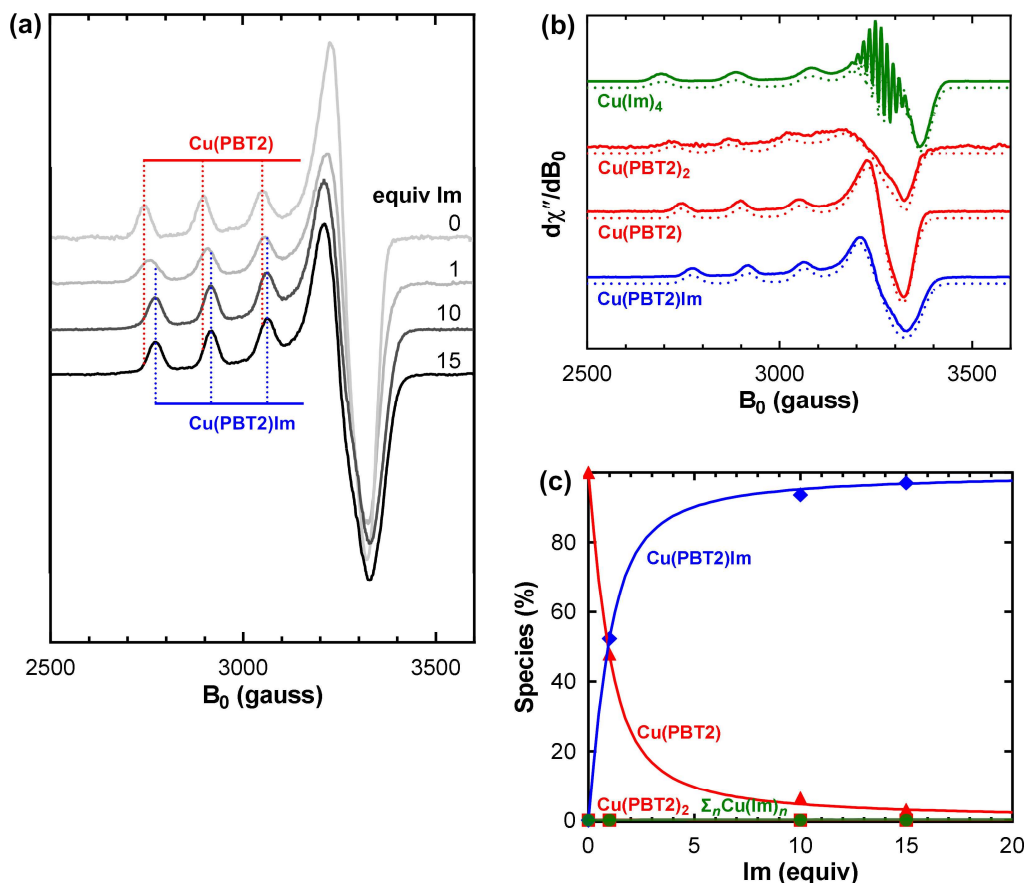 (a)
Cu(PBT2)
equiv Im
0
1
10
15
Cu(PBT2)Im
2500
3000
3500
B₀ (gauss)
(b)
Cu(Im)₄
Cu(PBT2)₂
Cu(PBT2)
Cu(PBT2)Im
dχ″/dB₀
2500
3000
3500
B₀ (gauss)
(c)
80
60
40
20
0
Species (%)
Cu(PBT2)Im
Cu(PBT2)
Cu(PBT2)₂ ΣₙCu(Im)ₙ
0
5
10
15
20
Im (equiv)